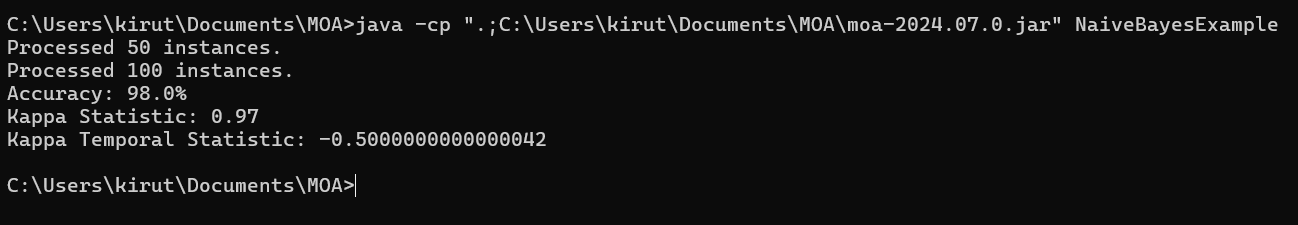 C:\Users\kirut\Documents\MOA>java -cp ".;C:\Users\kirut\Documents\MOA\moa-2024.07.0.jar" NaiveBayesExample
Processed 50 instances.
Processed 100 instances.
Accuracy: 98.0%
Kappa Statistic: 0.97
Kappa Temporal Statistic: -0.5000000000000042
C:\Users\kirut\Documents\MOA>